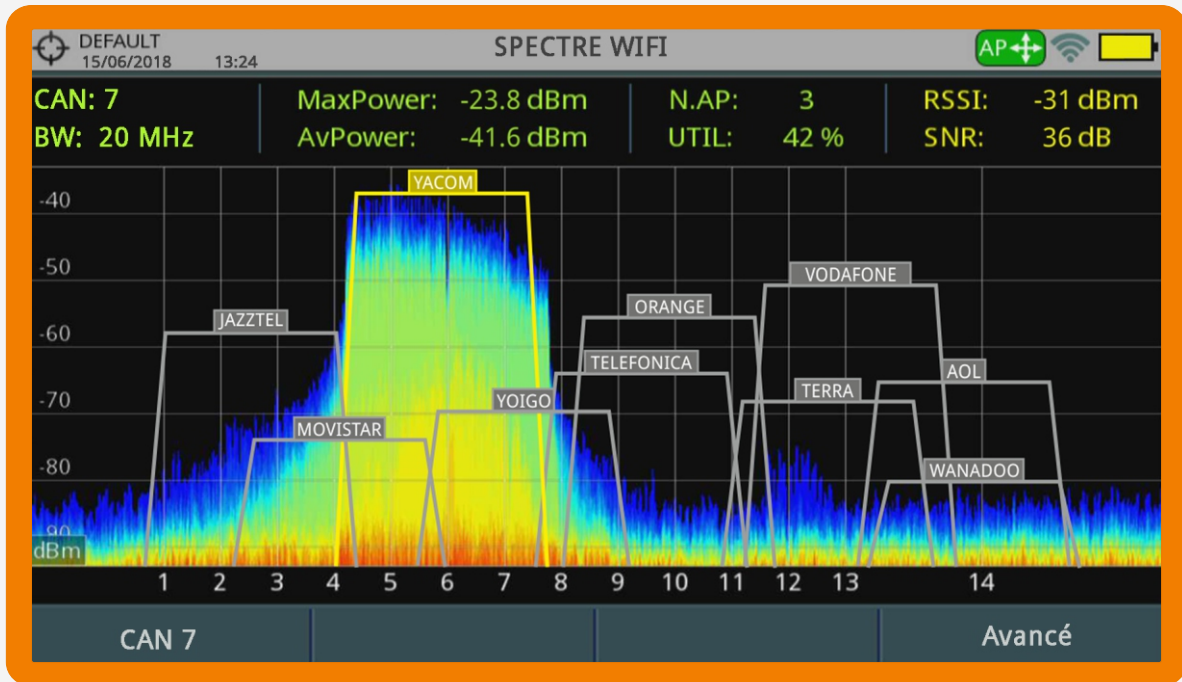 DEFAULT
15/06/2018 13:24
SPECTRE WIFI
AP
CAN: 7
BW: 20 MHz
MaxPower: -23.8 dBm
AvPower: -41.6 dBm
N.AP: 3
UTIL: 42 %
RSSI: -31 dBm
SNR: 36 dB
YACOM
-40
-50
VODAFONE
ORANGE
JAZZTEL
-60
TELEFONICA
AOL
TERRA
-70
YOIGO
MOVISTAR
-80
WANADOO
-90
dBm
1 2 3 4 5 6 7 8 9 10 11 12 13 14
CAN 7
Avancé